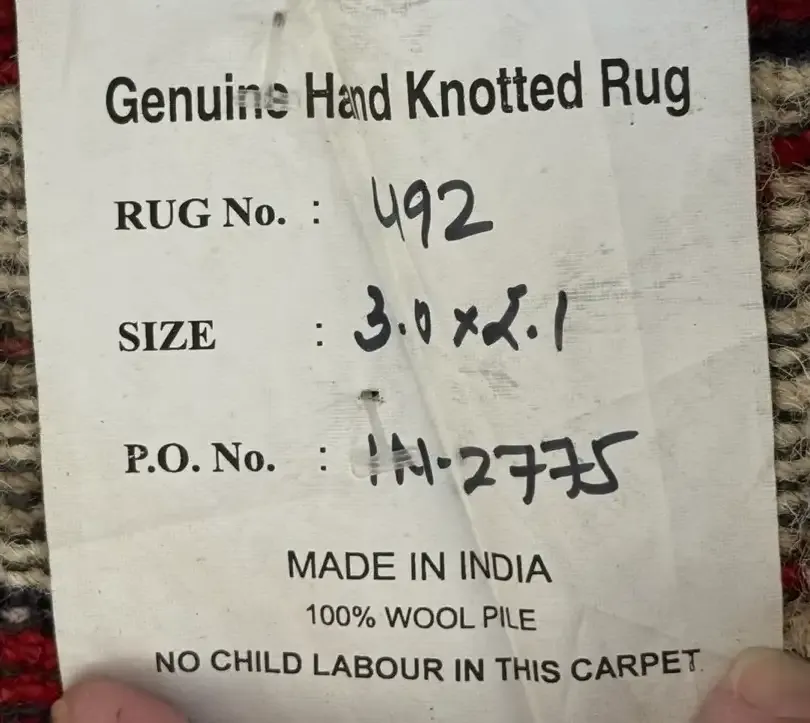 Genuine Hand Knotted Rug
RUG No. : 492
SIZE : 3.0 x 2.1
P.O. No. : IN-2775
MADE IN INDIA
100% WOOL PILE
NO CHILD LABOUR IN THIS CARPET